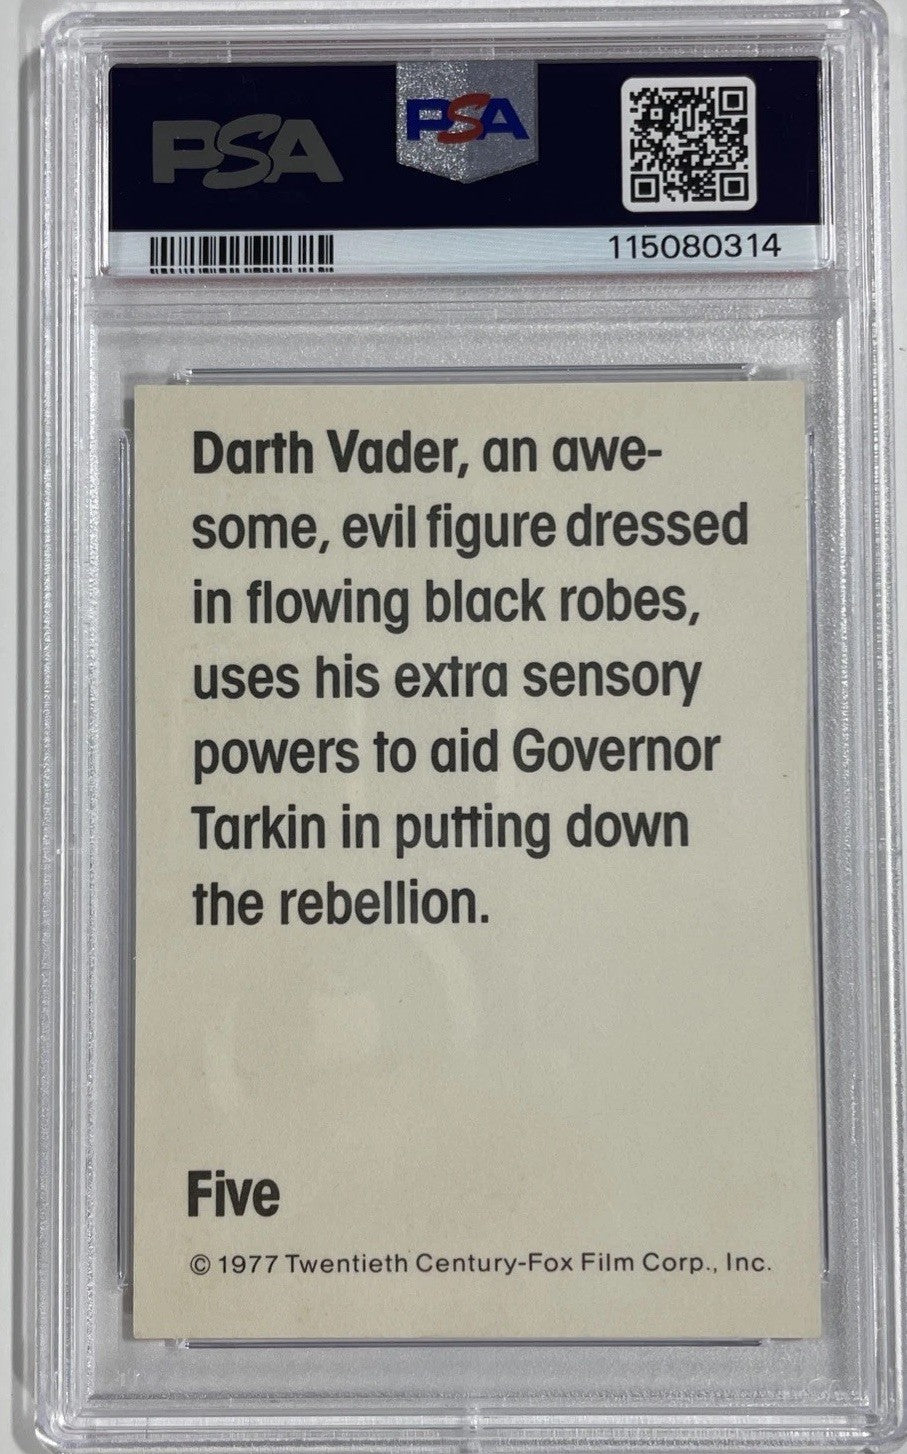 PSA
PSA
115080314
Darth Vader, an awe-
some, evil figure dressed
in flowing black robes,
uses his extra sensory
powers to aid Governor
Tarkin in putting down
the rebellion.
Five
© 1977 Twentieth Century-Fox Film Corp., Inc.